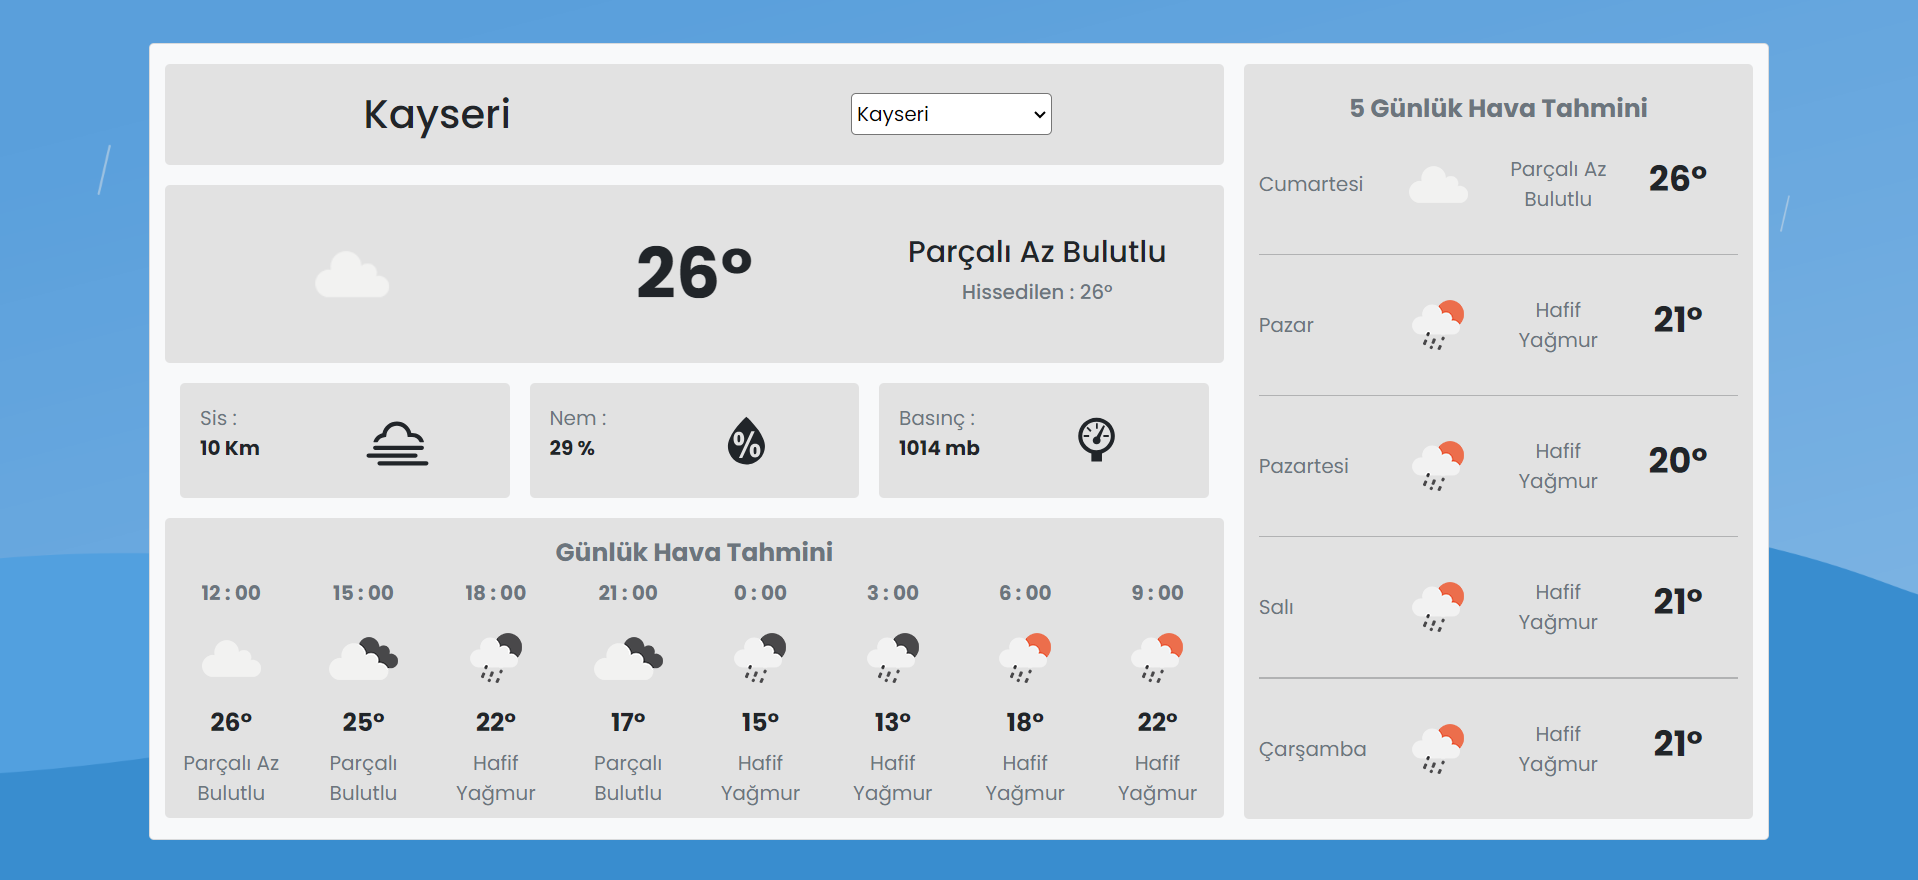 Kayseri
Kayseri
26°
Parçalı Az Bulutlu
Hissedilen : 26°
Sis :
10 Km
Nem :
29 %
%
Basınç :
1014 mb
Günlük Hava Tahmini
12 : 00 15 : 00 18 : 00 21 : 00 0 : 00 3 : 00 6 : 00 9 : 00
26° 25° 22° 17° 15° 13° 18° 22°
Parçalı Az Parçalı Hafif Parçalı Hafif Hafif Hafif Hafif
Bulutlu Bulutlu Yağmur Bulutlu Yağmur Yağmur Yağmur Yağmur
5 Günlük Hava Tahmini
Cumartesi
Parçalı Az
Bulutlu
26°
Pazar
Hafif
Yağmur
21°
Pazartesi
Hafif
Yağmur
20°
Salı
Hafif
Yağmur
21°
Çarşamba
Hafif
Yağmur
21°